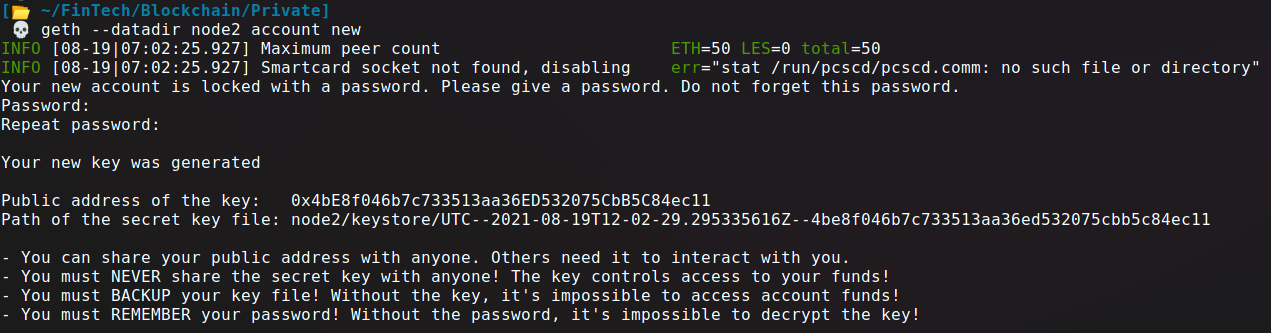 [📂 ~/FinTech/Blockchain/Private]
💀 geth --datadir node2 account new
INFO [08-19|07:02:25.927] Maximum peer count ETH=50 LES=0 total=50
INFO [08-19|07:02:25.927] Smartcard socket not found, disabling err="stat /run/pcscd/pcscd.comm: no such file or directory"
Your new account is locked with a password. Please give a password. Do not forget this password.
Password:
Repeat password:
Your new key was generated
Public address of the key: 0x4bE8f046b7c733513aa36ED532075CbB5C84ec11
Path of the secret key file: node2/keystore/UTC--2021-08-19T12-02-29.295335616Z--4be8f046b7c733513aa36ed532075cbb5c84ec11
- You can share your public address with anyone. Others need it to interact with you.
- You must NEVER share the secret key with anyone! The key controls access to your funds!
- You must BACKUP your key file! Without the key, it's impossible to access account funds!
- You must REMEMBER your password! Without the password, it's impossible to decrypt the key!